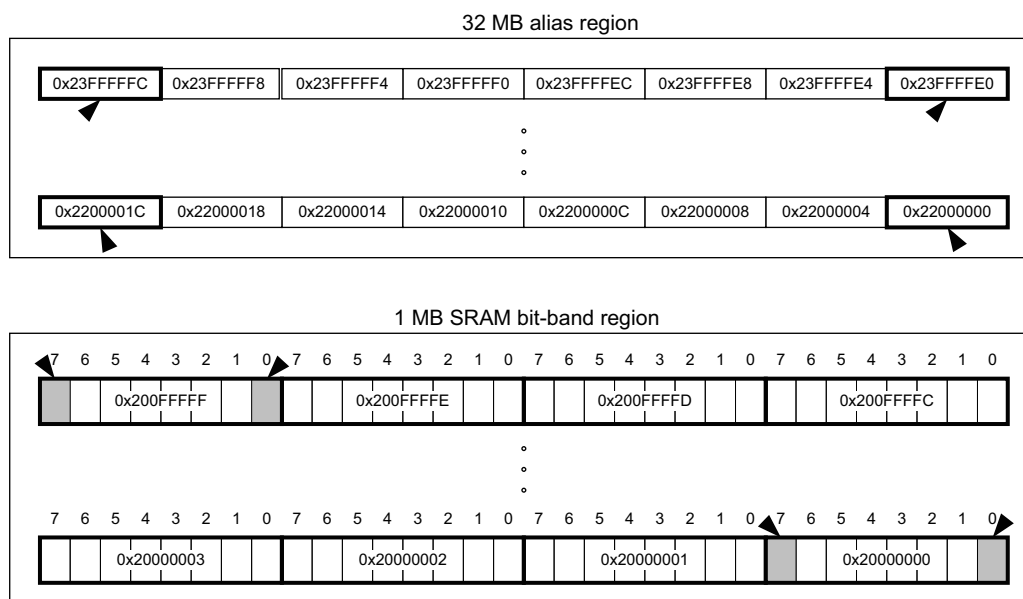 32 MB alias region
0x23FFFFFC 0x23FFFFF8 0x23FFFFF4 0x23FFFFF0 0x23FFFFEC 0x23FFFFE8 0x23FFFFE4 0x23FFFFE0
0x2200001C 0x22000018 0x22000014 0x22000010 0x2200000C 0x22000008 0x22000004 0x22000000
1 MB SRAM bit-band region
7 6 5 4 3 2 1 0 7 6 5 4 3 2 1 0 7 6 5 4 3 2 1 0 7 6 5 4 3 2 1 0
0x200FFFFF 0x200FFFFE 0x200FFFFD 0x200FFFFC
7 6 5 4 3 2 1 0 7 6 5 4 3 2 1 0 7 6 5 4 3 2 1 0 7 6 5 4 3 2 1 0
0x20000003 0x20000002 0x20000001 0x20000000